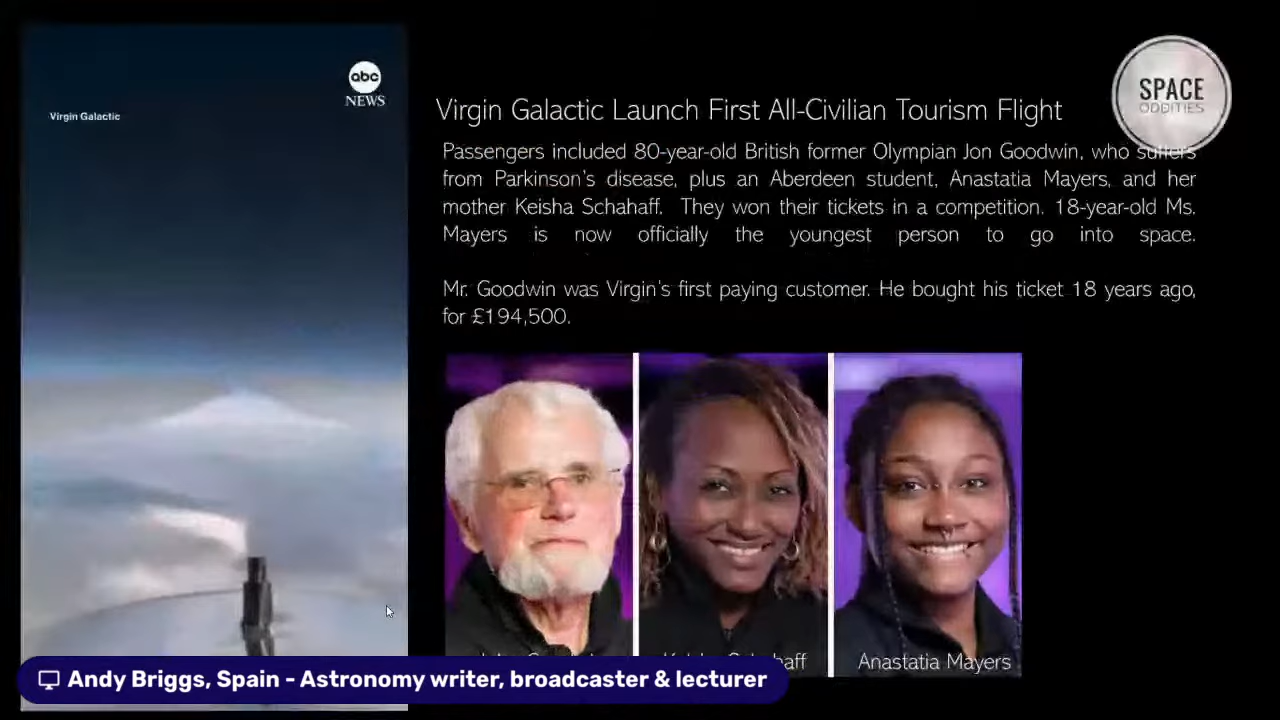 abc
NEWS
Virgin Galactic
SPACE
ODDITIES
Virgin Galactic Launch First All-Civilian Tourism Flight
Passengers included 80-year-old British former Olympian Jon Goodwin, who suffers
from Parkinson's disease, plus an Aberdeen student, Anastatia Mayers, and her
mother Keisha Schahaff. They won their tickets in a competition. 18-year-old Ms.
Mayers is now officially the youngest person to go into space.
Mr. Goodwin was Virgin's first paying customer. He bought his ticket 18 years ago,
for £194,500.
Anastatia Mayers
Andy Briggs, Spain - Astronomy writer, broadcaster & lecturer